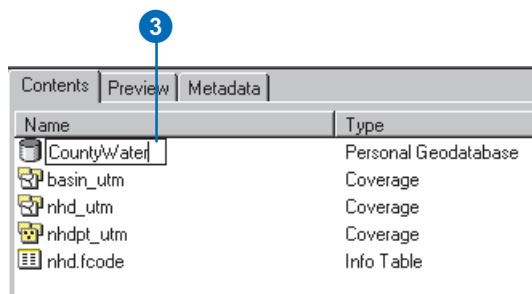 3
Contents Preview Metadata
Name Type
CountyWater Personal Geodatabase
basin_utm Coverage
nhd_utm Coverage
nhdpt_utm Coverage
nhd.fcode Info Table